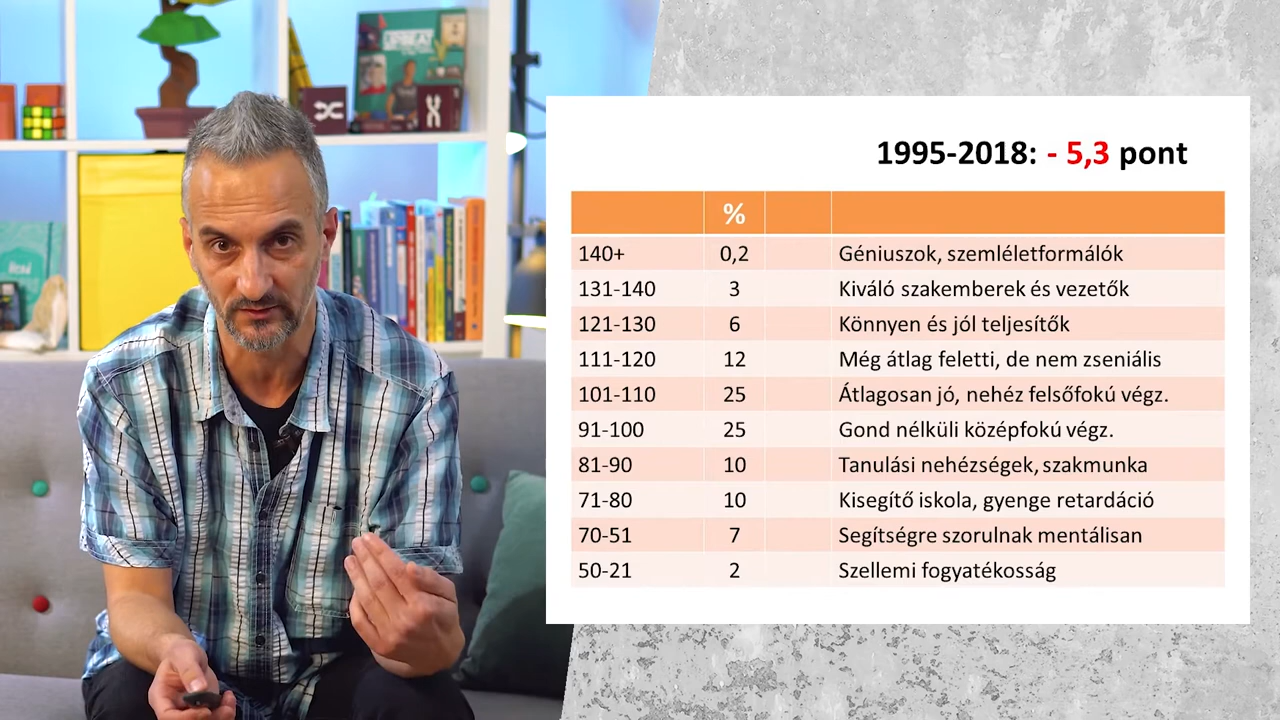 UPBEAT
1995-2018: - 5,3 pont
%
140+ 0,2 Géniuszok, szemléletformálók
131-140 3 Kiváló szakemberek és vezetők
121-130 6 Könnyen és jól teljesítők
111-120 12 Még átlag feletti, de nem zseniális
101-110 25 Átlagosan jó, nehéz felsőfokú végz.
91-100 25 Gond nélküli középfokú végz.
81-90 10 Tanulási nehézségek, szakmunka
71-80 10 Kisegítő iskola, gyenge retardáció
70-51 7 Segítségre szorulnak mentálisan
50-21 2 Szellemi fogyatékosság